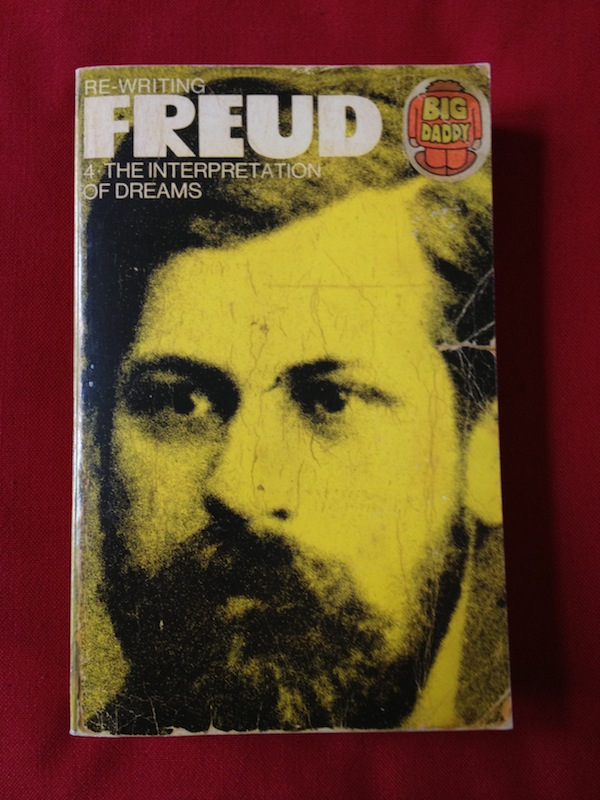 RE-WRITING
FREUD
4·THE INTERPRETATION
OF DREAMS
BIG
DADDY